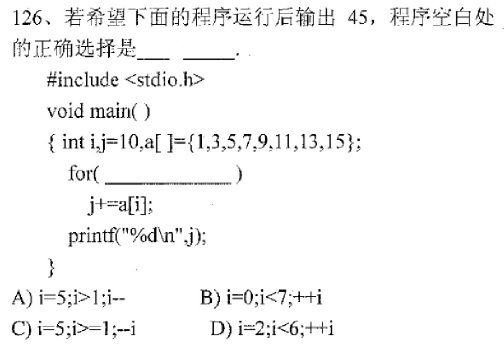 126、若希望下面的程序运行后输出 45，程序空白处
的正确选择是___ _____.
#include <stdio.h>
void main( )
{ int i,j=10,a[ ]={1,3,5,7,9,11,13,15};
for( ______________ )
j+=a[i];
printf("%d\n",j);
}
A) i=5;i>1;i-- B) i=0;i<7;++i
C) i=5;i>=1;--i D) i=2;i<6;++i